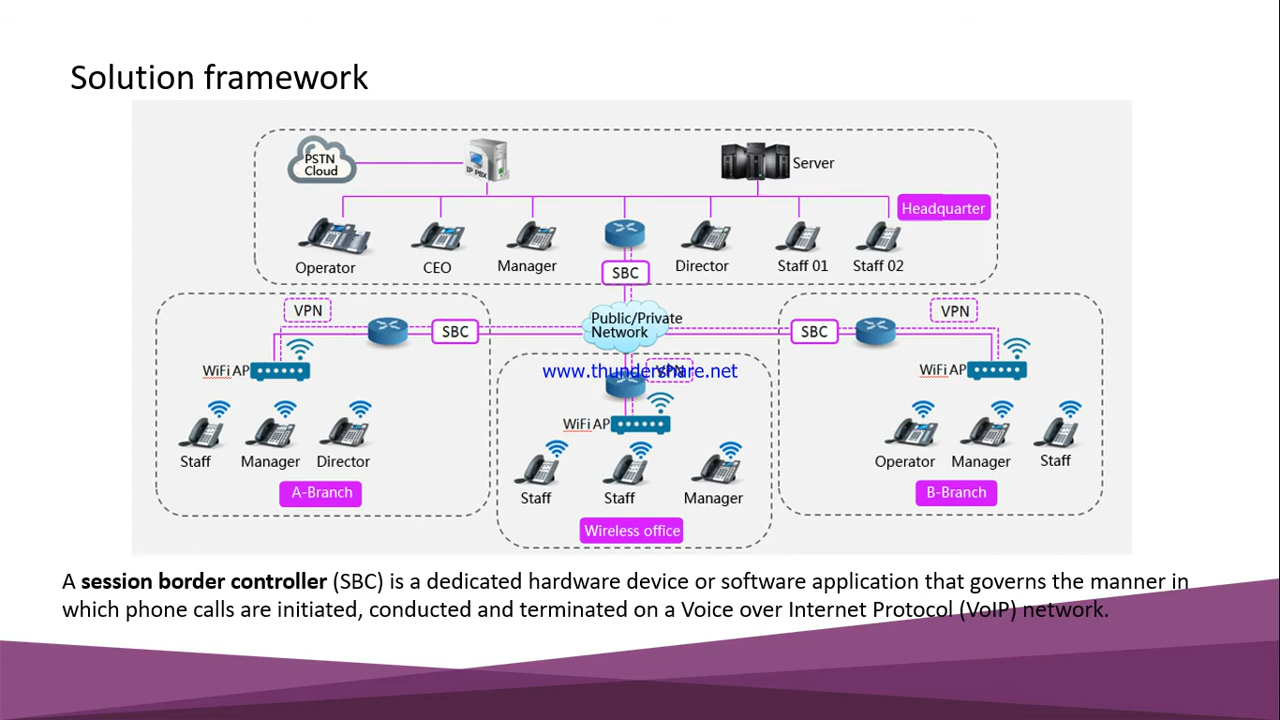 Solution framework
PSTN
Cloud
IP PBX
Server
Headquarter
Operator
CEO
Manager
SBC
Director
Staff 01
Staff 02
VPN
SBC
Public/Private
Network
SBC
VPN
WiFi AP
www.thundershare.net
VPN
WiFi AP
WiFi AP
Staff
Manager
Director
A-Branch
Staff
Staff
Manager
Wireless office
Operator
Manager
Staff
B-Branch
A session border controller (SBC) is a dedicated hardware device or software application that governs the manner in
which phone calls are initiated, conducted and terminated on a Voice over Internet Protocol (VoIP) network.